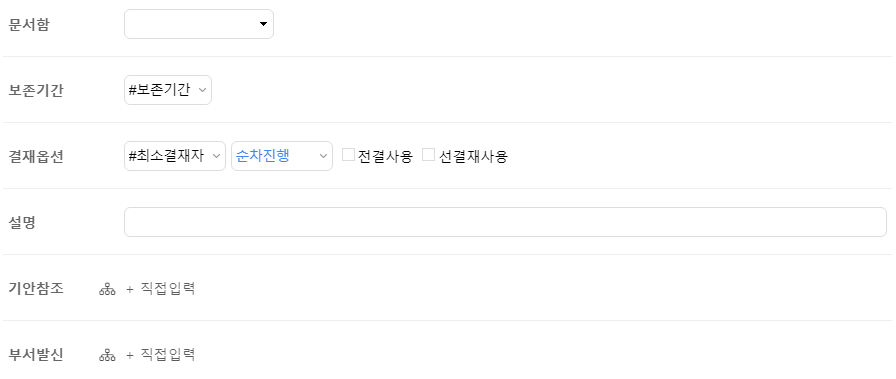 문서함
보존기간 #보존기간
결재옵션 #최소결재자 순차진행 전결사용 선결재사용
설명
기안참조 + 직접입력
부서발신 + 직접입력